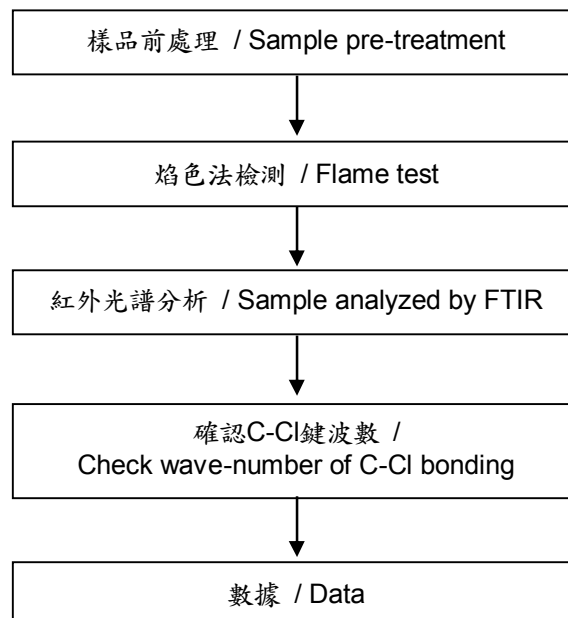 樣品前處理 / Sample pre-treatment
焰色法檢測 / Flame test
紅外光譜分析 / Sample analyzed by FTIR
確認C-Cl鍵波數 /
Check wave-number of C-Cl bonding
數據 / Data